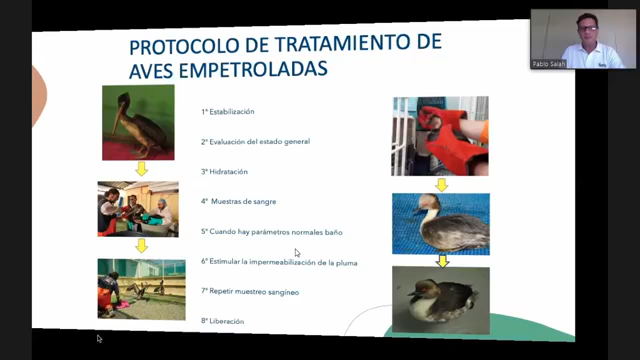 PROTOCOLO DE TRATAMIENTO DE
AVES EMPETROLADAS
1° Estabilización
2° Evaluación del estado general
3° Hidratación
4° Muestras de sangre
5° Cuando hay parámetros normales baño
6° Estimular la impermeabilización de la pluma
7° Repetir muestreo sangíneo
8° Liberación
Pablo Salah